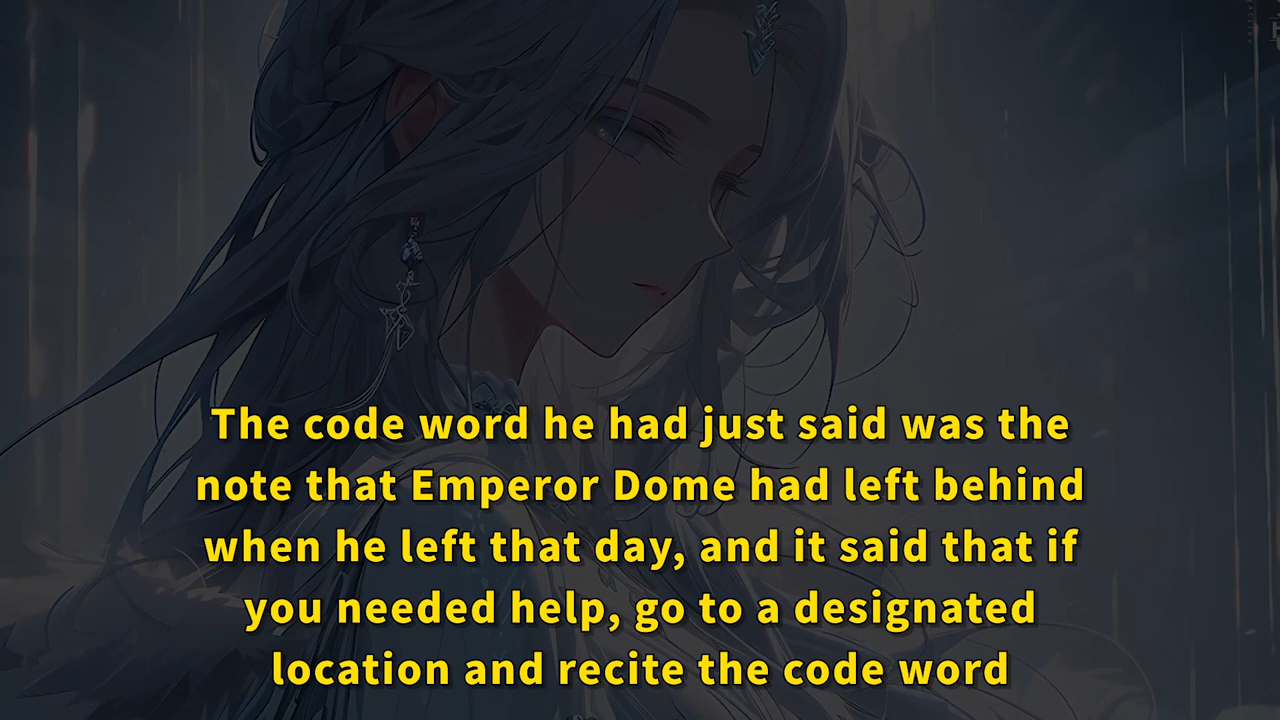 The code word he had just said was the
note that Emperor Dome had left behind
when he left that day, and it said that if
you needed help, go to a designated
location and recite the code word